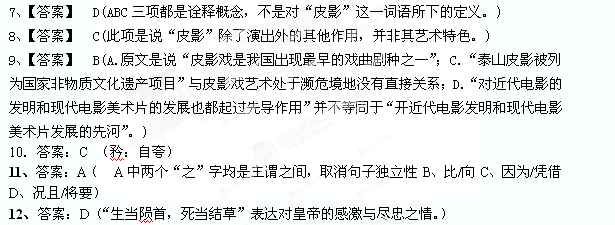 7、【答案】 D(ABC 三项都是诠释概念，不是对“皮影”这一词语所下的定义。)
8、【答案】 C(此项是说“皮影”除了演出外的其他作用，并非其艺术特色。)
9、【答案】 B(A.原文是说“皮影戏是我国出现最早的戏曲剧种之一”；C.“泰山皮影被列
为国家非物质文化遗产项目”与皮影戏艺术处于濒危境地没有直接关系；D.“对近代电影的
发明和现代电影美术片的发展也都起过先导作用”并不等同于“开近代电影发明和现代电影
美术片发展的先河”。)
10. 答案：C （矜：自夸）
11、答案：A（ A 中两个“之”字均是主谓之间，取消句子独立性 B、比/向 C、因为/凭借
D、况且/将要）
12、答案：D（“生当陨首，死当结草”表达对皇帝的感激与尽忠之情。）